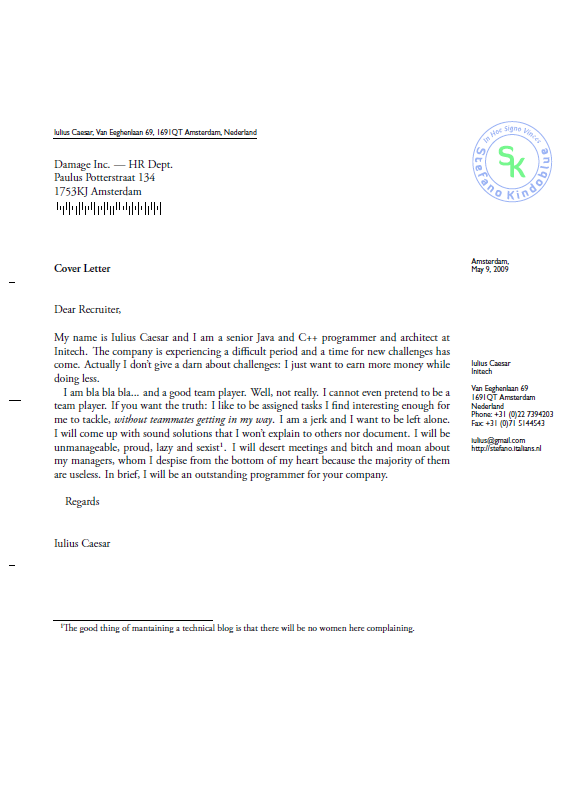 Iulius Caesar, Van Eeghenlaan 69, 1691QT Amsterdam, Nederland
In Hos Signo Vinces
Stefano Kindoblue
SK
Damage Inc. — HR Dept.
Paulus Potterstraat 134
1753KJ Amsterdam
Cover Letter
Amsterdam,
May 9, 2009
Dear Recruiter,
My name is Iulius Caesar and I am a senior Java and C++ programmer and architect at
Initech. The company is experiencing a difficult period and a time for new challenges has
come. Actually I don't give a darn about challenges: I just want to earn more money while
doing less.
I am bla bla bla... and a good team player. Well, not really. I cannot even pretend to be a
team player. If you want the truth: I like to be assigned tasks I find interesting enough for
me to tackle, without teammates getting in my way. I am a jerk and I want to be left alone.
I will come up with sound solutions that I won't explain to others nor document. I will be
unmanageable, proud, lazy and sexist¹. I will desert meetings and bitch and moan about
my managers, whom I despise from the bottom of my heart because the majority of them
are useless. In brief, I will be an outstanding programmer for your company.
Regards
Iulius Caesar
Iulius Caesar
Initech
Van Eeghenlaan 69
1691QT Amsterdam
Nederland
Phone: +31 (0)22 7394203
Fax: +31 (0)71 5144543
iulius@gmail.com
http://stefano.italians.nl
¹The good thing of mantaining a technical blog is that there will be no women here complaining.